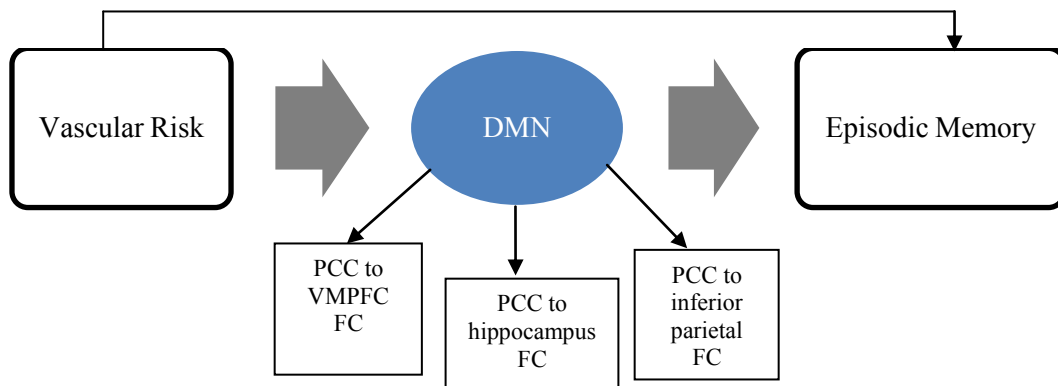 Vascular Risk
DMN
Episodic Memory
PCC to
VMPFC
FC
PCC to
hippocampus
FC
PCC to
inferior
parietal
FC